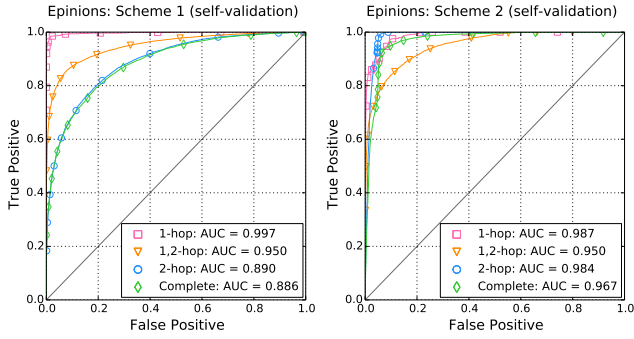 Epinions: Scheme 1 (self-validation)
1.0
0.8
0.6
0.4
0.2
0.0
True Positive
1-hop: AUC = 0.997
1,2-hop: AUC = 0.950
2-hop: AUC = 0.890
Complete: AUC = 0.886
0.0 0.2 0.4 0.6 0.8 1.0
False Positive
Epinions: Scheme 2 (self-validation)
1.0
0.8
0.6
0.4
0.2
0.0
True Positive
1-hop: AUC = 0.987
1,2-hop: AUC = 0.950
2-hop: AUC = 0.984
Complete: AUC = 0.967
0.0 0.2 0.4 0.6 0.8 1.0
False Positive